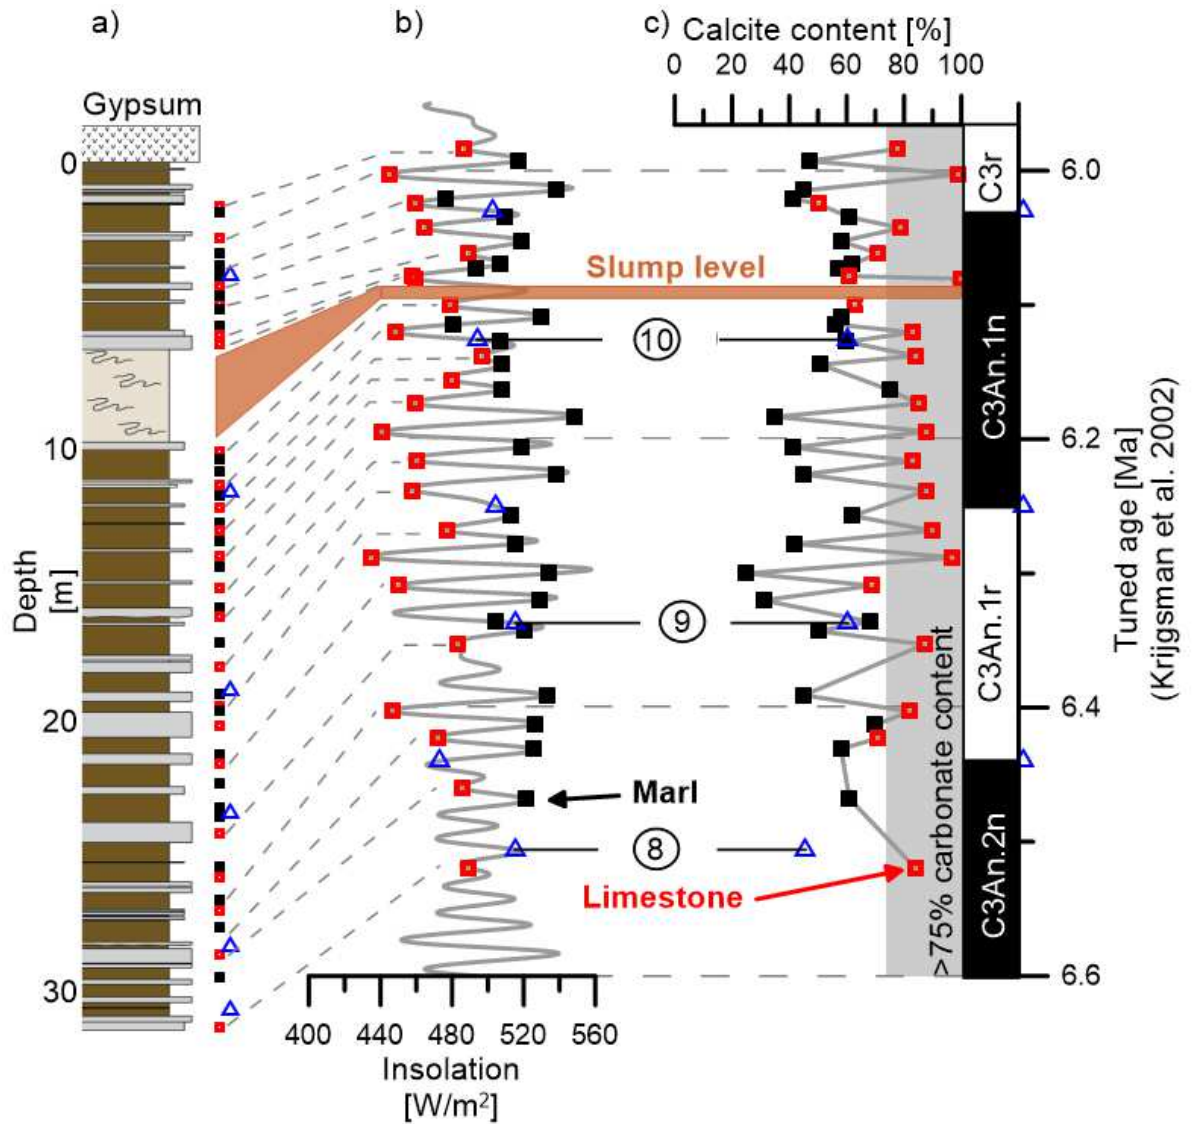 a)
b)
c)
Calcite content [%]
0 20 40 60 80 100
Gypsum
0
10
20
30
Depth
[m]
Slump level
10
9
8
Marl
Limestone
>75% carbonate content
C3r
C3An.1n
C3An.1r
C3An.2n
6.0
6.2
6.4
6.6
Tuned age [Ma]
(Krijgsman et al. 2002)
400 440 480 520 560
Insolation
[W/m²]